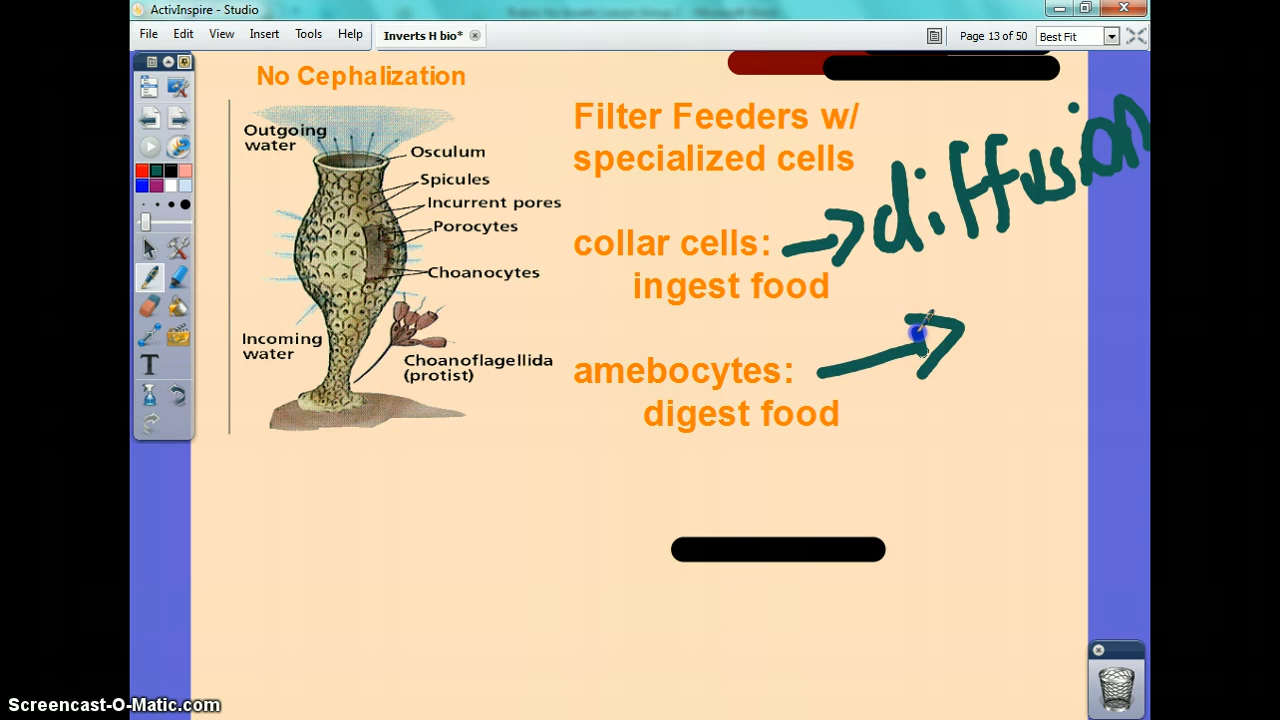 ActivInspire - Studio
File Edit View Insert Tools Help
Inverts H bio*
Page 13 of 50
Best Fit
No Cephalization
Outgoing
water
Osculum
Spicules
Incurrent pores
Porocytes
Choanocytes
Incoming
water
Choanoflagellida
(protist)
Filter Feeders w/
specialized cells
collar cells:
ingest food
diffusion
amebocytes:
digest food
Screencast-O-Matic.com